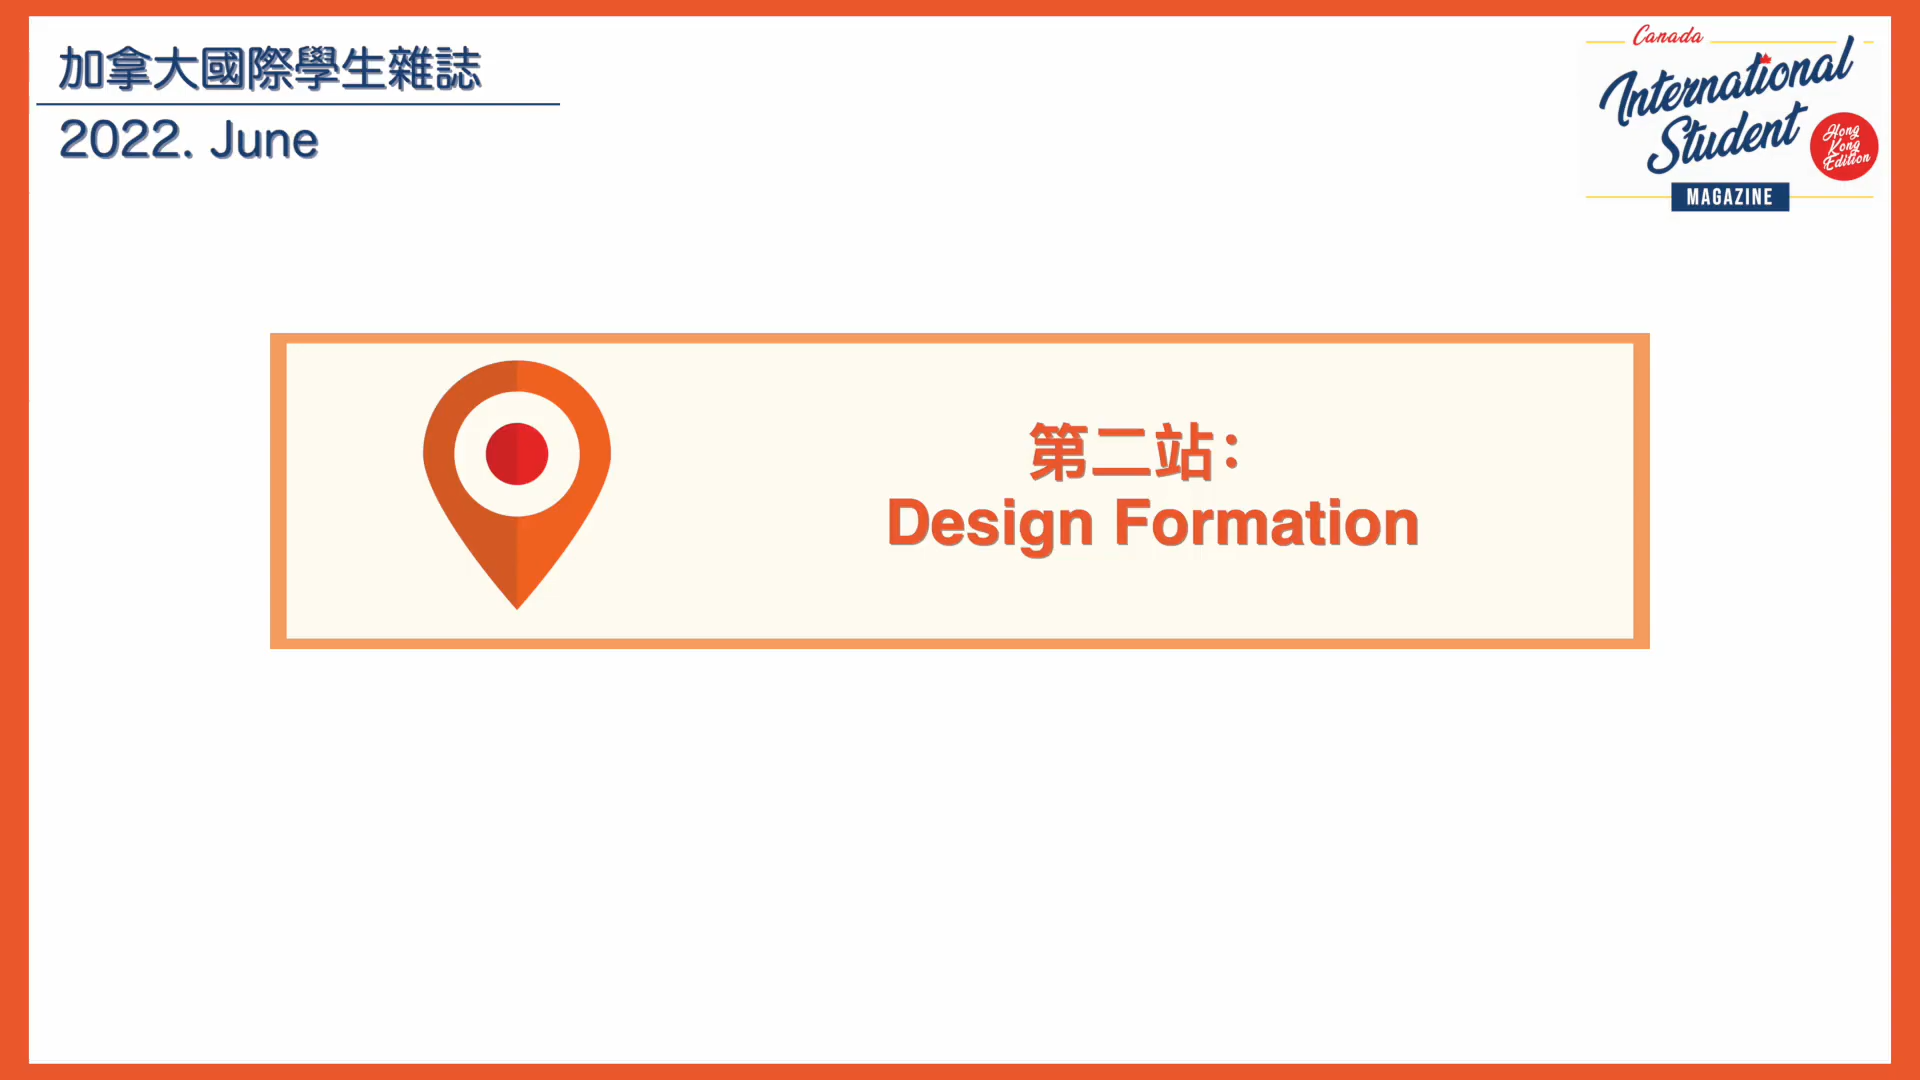 加拿大國際學生雜誌
2022. June
Canada
International
Student
Hong
Kong
Edition
MAGAZINE
第二站：
Design Formation